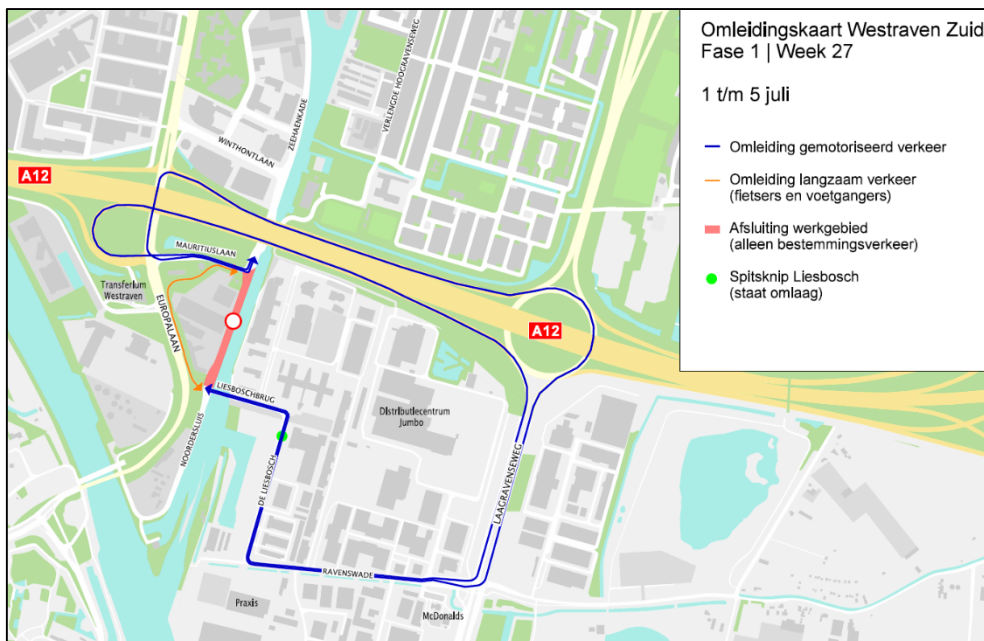 Omleidingskaart Westraven Zuid
Fase 1 | Week 27
1 t/m 5 juli
Omleiding gemotoriseerd verkeer
Omleiding langzaam verkeer
(fietsers en voetgangers)
Afsluiting werkgebied
(alleen bestemmingsverkeer)
Spitsknip Liesbosch
(staat omlaag)
VERLENGDE HOOGRAVENSEWEG
ZEEHAENKADE
WINTHONTLAAN
A12
MAURITIUSLAAN
Transferium
Westraven
EUROPALAAN
A12
LIESBOSCHBRUG
Distributiecentrum
Jumbo
NOORDERSLUIS
DE LIESBOSCH
LAAGRAVENSEWEG
RAVENSWADE
Praxis
McDonalds